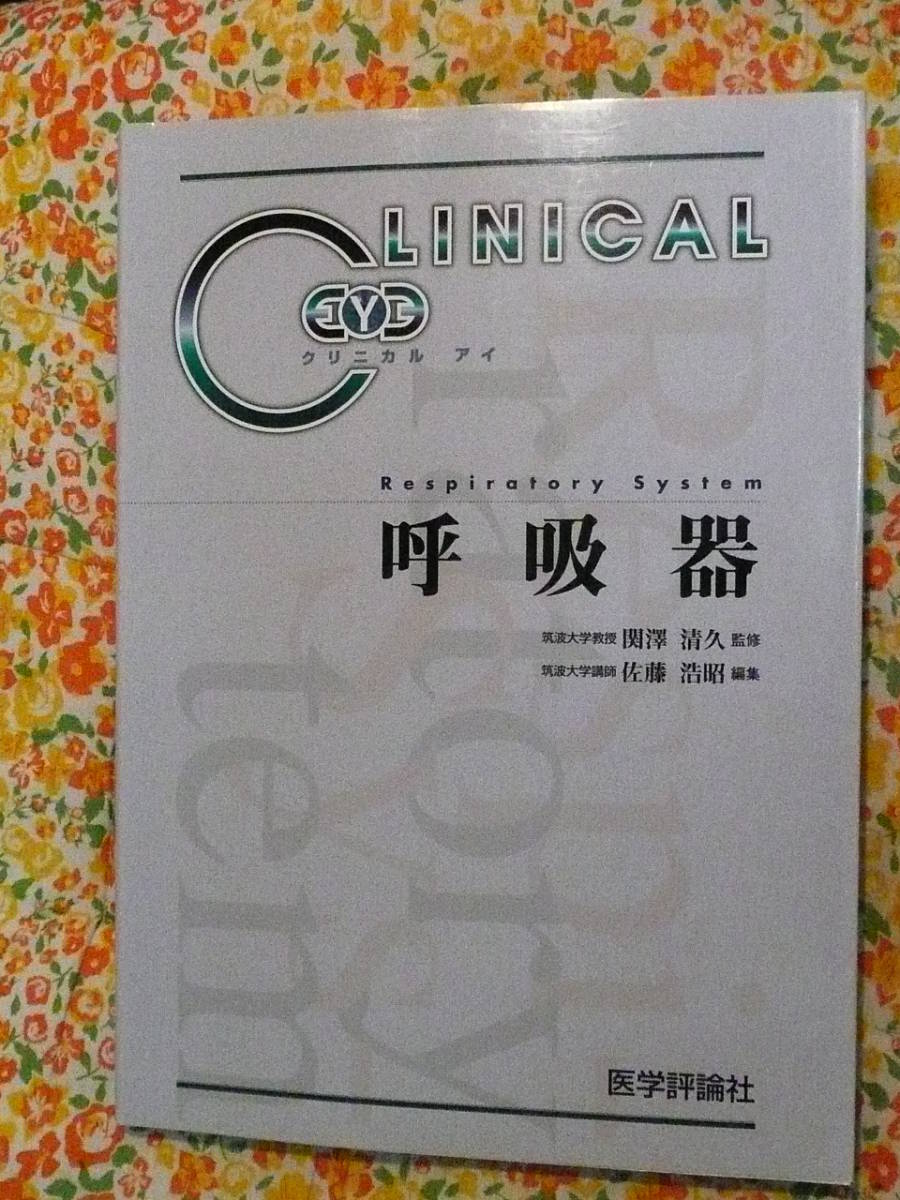 CLINICAL
EYE
クリニカル アイ
Respiratory System
呼吸器
筑波大学教授 関澤 清久 監修
筑波大学講師 佐藤 浩昭 編集
医学評論社